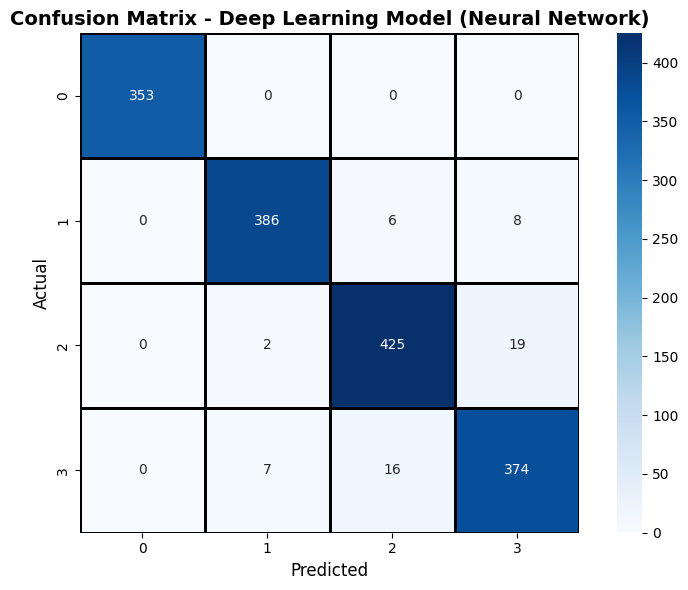 Confusion Matrix - Deep Learning Model (Neural Network)
0 353 0 0 0
1 0 386 6 8
2 0 2 425 19
3 0 7 16 374
0 1 2 3
Predicted
Actual
400
350
300
250
200
150
100
50
0